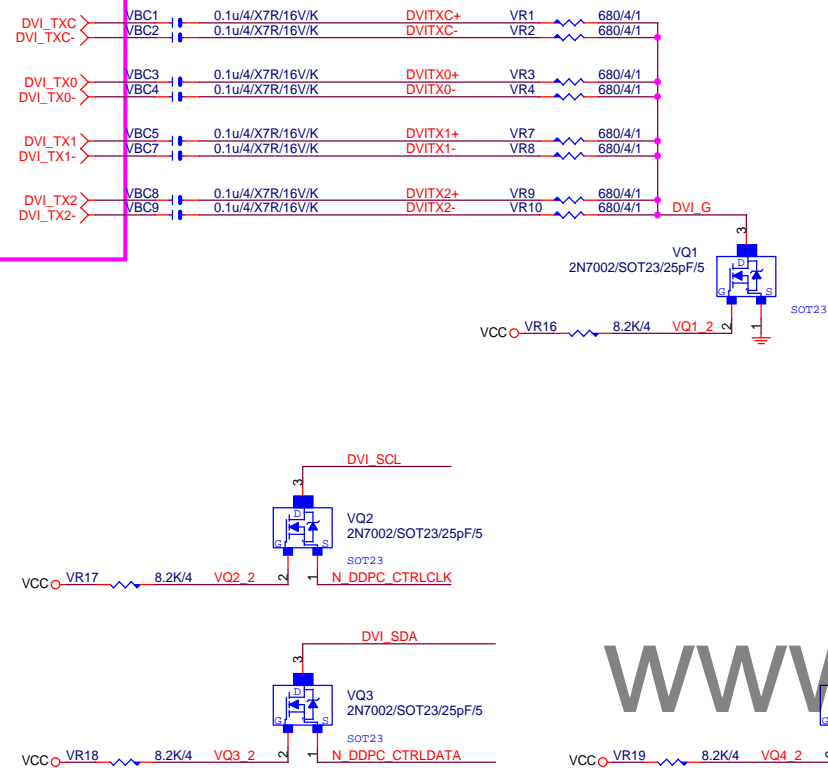 DVI_TXC VBC1 0.1u/4/X7R/16V/K DVITXC+ VR1 680/4/1
DVI_TXC- VBC2 0.1u/4/X7R/16V/K DVITXC- VR2 680/4/1
DVI_TX0 VBC3 0.1u/4/X7R/16V/K DVITX0+ VR3 680/4/1
DVI_TX0- VBC4 0.1u/4/X7R/16V/K DVITX0- VR4 680/4/1
DVI_TX1 VBC5 0.1u/4/X7R/16V/K DVITX1+ VR7 680/4/1
DVI_TX1- VBC7 0.1u/4/X7R/16V/K DVITX1- VR8 680/4/1
DVI_TX2 VBC8 0.1u/4/X7R/16V/K DVITX2+ VR9 680/4/1
DVI_TX2- VBC9 0.1u/4/X7R/16V/K DVITX2- VR10 680/4/1 DVI_G
3
VQ1
2N7002/SOT23/25pF/5
D
G S
SOT23
VCC VR16 8.2K/4 VQ1_2 2 1
DVI_SCL
3
D
VQ2
2N7002/SOT23/25pF/5
G S
SOT23
VCC VR17 8.2K/4 VQ2_2 2 1 N_DDPC_CTRLCLK
DVI_SDA
3
D
VQ3
2N7002/SOT23/25pF/5
G S
SOT23
VCC VR18 8.2K/4 VQ3_2 2 1 N_DDPC_CTRLDATA
www
G
VCC VR19 8.2K/4 VQ4_2